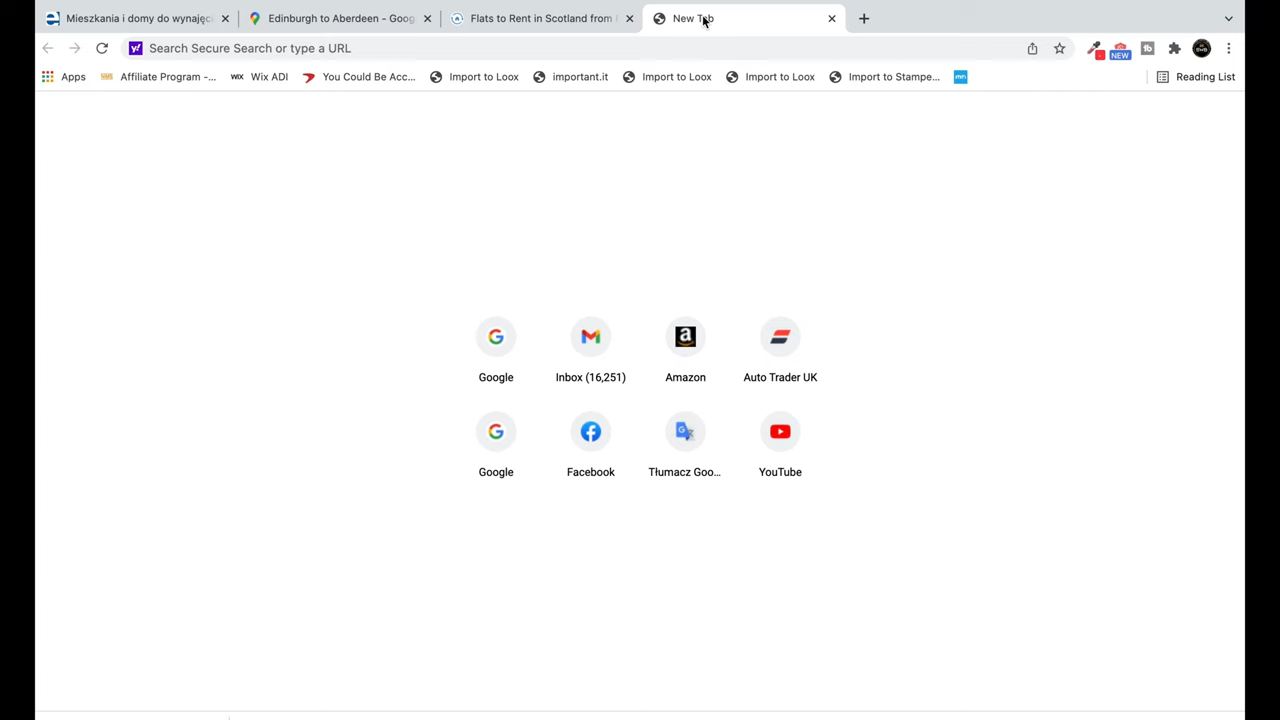 Mieszkania i domy do wynajęci
Edinburgh to Aberdeen - Goog
Flats to Rent in Scotland from
New Tab
Search Secure Search or type a URL
NEW
Apps
Affiliate Program -...
WIX Wix ADI
You Could Be Acc...
Import to Loox
important.it
Import to Loox
Import to Loox
Import to Stampe...
Reading List
Google
Inbox (16,251)
Amazon
Auto Trader UK
Google
Facebook
Tłumacz Goo...
YouTube